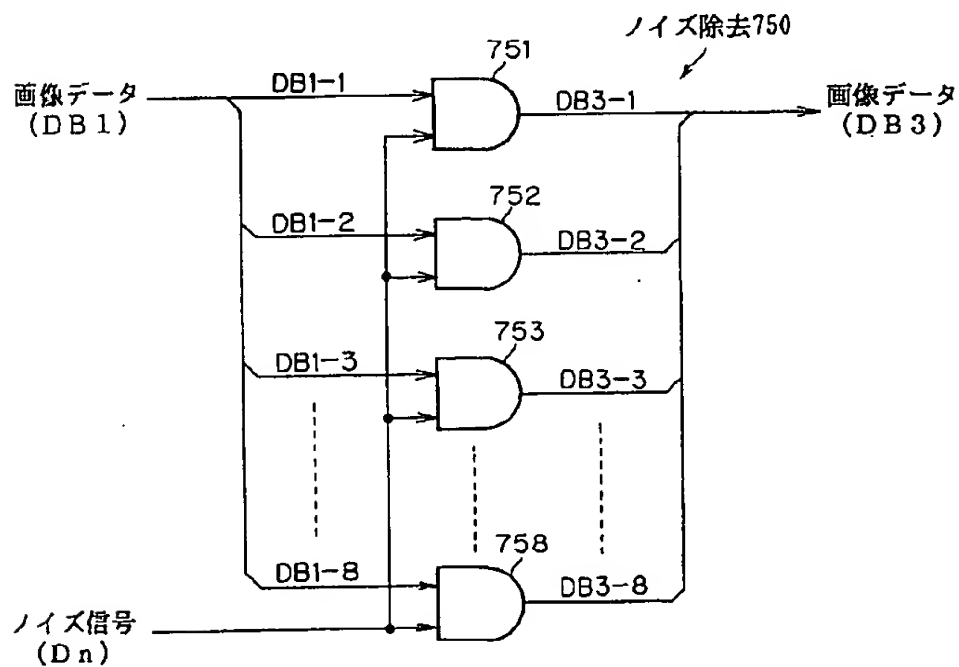 ノイズ除去750
751
画像データ
(DB1)
DB1-1
DB3-1
画像データ
(DB3)
752
DB1-2
DB3-2
753
DB1-3
DB3-3
758
DB1-8
DB3-8
ノイズ信号
(Dn)